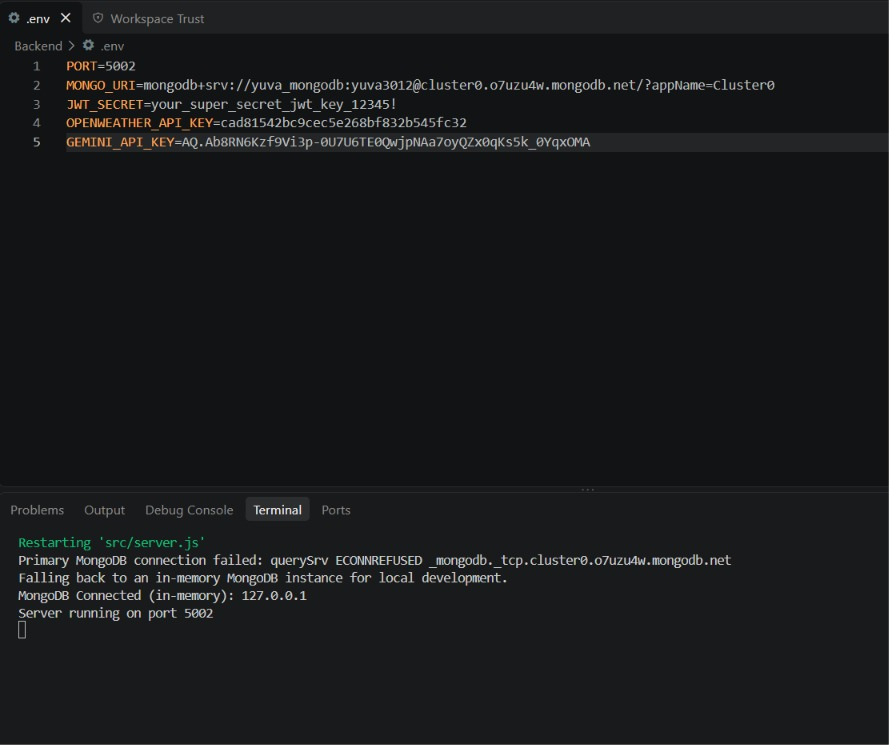 .env
Workspace Trust
Backend > .env
1 PORT=5002
2 MONGO_URI=mongodb+srv://yuva_mongodb:yuva3012@cluster0.o7uzu4w.mongodb.net/?appName=Cluster0
3 JWT_SECRET=your_super_secret_jwt_key_12345!
4 OPENWEATHER_API_KEY=cad81542bc9cec5e268bf832b545fc32
5 GEMINI_API_KEY=AQ.Ab8RN6Kzf9Vi3p-0U7U6TE0QwjpNAa7oyQZx0qKs5k_0YqxOMA
Problems Output Debug Console Terminal Ports
Restarting 'src/server.js'
Primary MongoDB connection failed: querySrv ECONNREFUSED _mongodb._tcp.cluster0.o7uzu4w.mongodb.net
Falling back to an in-memory MongoDB instance for local development.
MongoDB Connected (in-memory): 127.0.0.1
Server running on port 5002